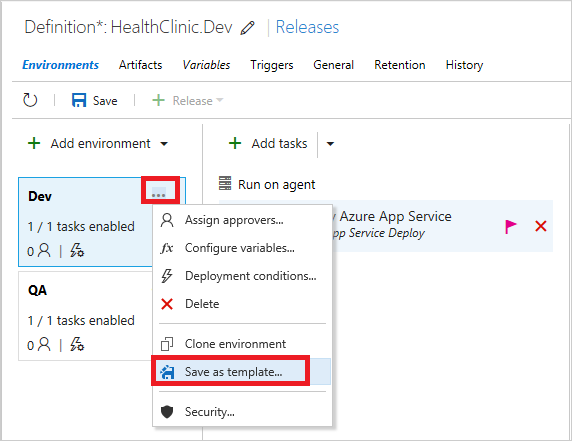 Definition*: HealthClinic.Dev | Releases
Environments Artifacts Variables Triggers General Retention History
Save + Release
+ Add environment + Add tasks
Dev ...
Run on agent
1 / 1 tasks enabled
0
Assign approvers...
Azure App Service
fx Configure variables...
App Service Deploy
Deployment conditions...
Delete
QA
1 / 1 tasks enabled
0
Clone environment
Save as template...
Security...